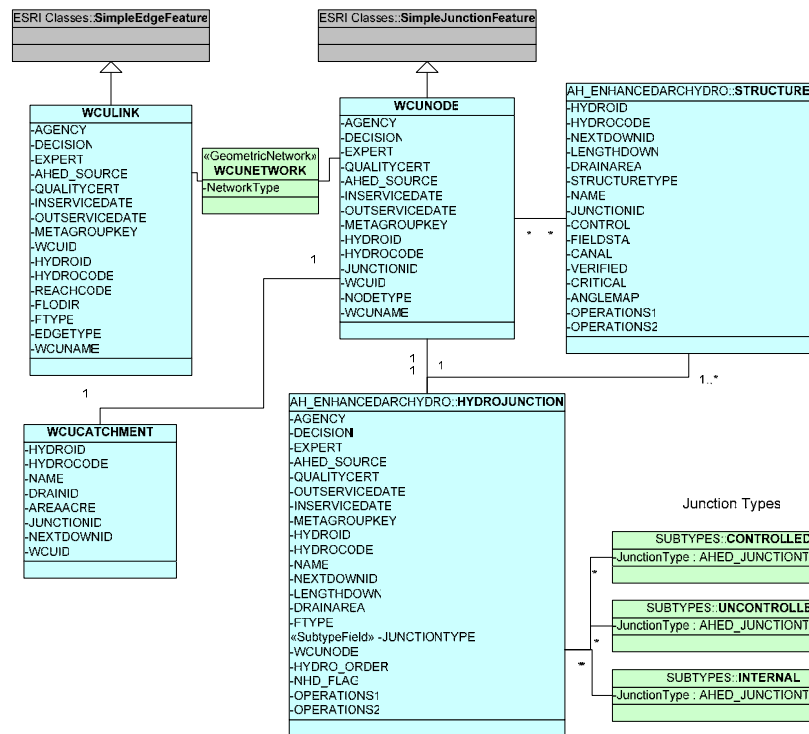 ESRI Classes::SimpleEdgeFeature
ESRI Classes::SimpleJunctionFeature
WCULINK
-AGENCY
-DECISION
-EXPERT
-AHED_SOURCE
-QUALITYCERT
-INSERVICEDATE
-OUTSERVICEDATE
-METAGROUPKEY
-WCUID
-HYDROID
-HYDROCODE
-REACHCODE
-FLODIR
-FTYPE
-EDGETYPE
-WCUNAME
«GeometricNetwork»
WCUNETWORK
-NetworkType
WCUNODE
-AGENCY
-DECISION
-EXPERT
-QUALITYCERT
-AHED_SOURCE
-INSERVICEDATE
-OUTSERVICEDATE
-METAGROUPKEY
-HYDROID
-HYDROCODE
-JUNCTIONID
-WCUID
-NODETYPE
-WCUNAME
AH_ENHANCEDARCHYDRO::STRUCTURE
-HYDROID
-HYDROCODE
-NEXTDOWNID
-LENGTHDOWN
-DRAINAREA
-STRUCTURETYPE
-NAME
-JUNCTIONID
-CONTROL
-FIELDSTA
-CANAL
-VERIFIED
-CRITICAL
-ANGLEMAP
-OPERATIONS1
-OPERATIONS2
* *
1
1
1
1
1
1..*
WCUCATCHMENT
-HYDROID
-HYDROCODE
-NAME
-DRAINID
-AREAACRE
-JUNCTIONID
-NEXTDOWNID
-WCUID
AH_ENHANCEDARCHYDRO::HYDROJUNCTION
-AGENCY
-DECISION
-EXPERT
-AHED_SOURCE
-QUALITYCERT
-OUTSERVICEDATE
-INSERVICEDATE
-METAGROUPKEY
-HYDROID
-HYDROCODE
-NAME
-NEXTDOWNID
-LENGTHDOWN
-DRAINAREA
-FTYPE
«SubtypeField» -JUNCTIONTYPE
-WCUNODE
-HYDRO_ORDER
-NHD_FLAG
-OPERATIONS1
-OPERATIONS2
Junction Types
SUBTYPES::CONTROLLED
-JunctionType : AHED_JUNCTIONT
*
SUBTYPES::UNCONTROLLE
-JunctionType : AHED_JUNCTIONT
*
SUBTYPES::INTERNAL
-JunctionType : AHED_JUNCTIONT
*